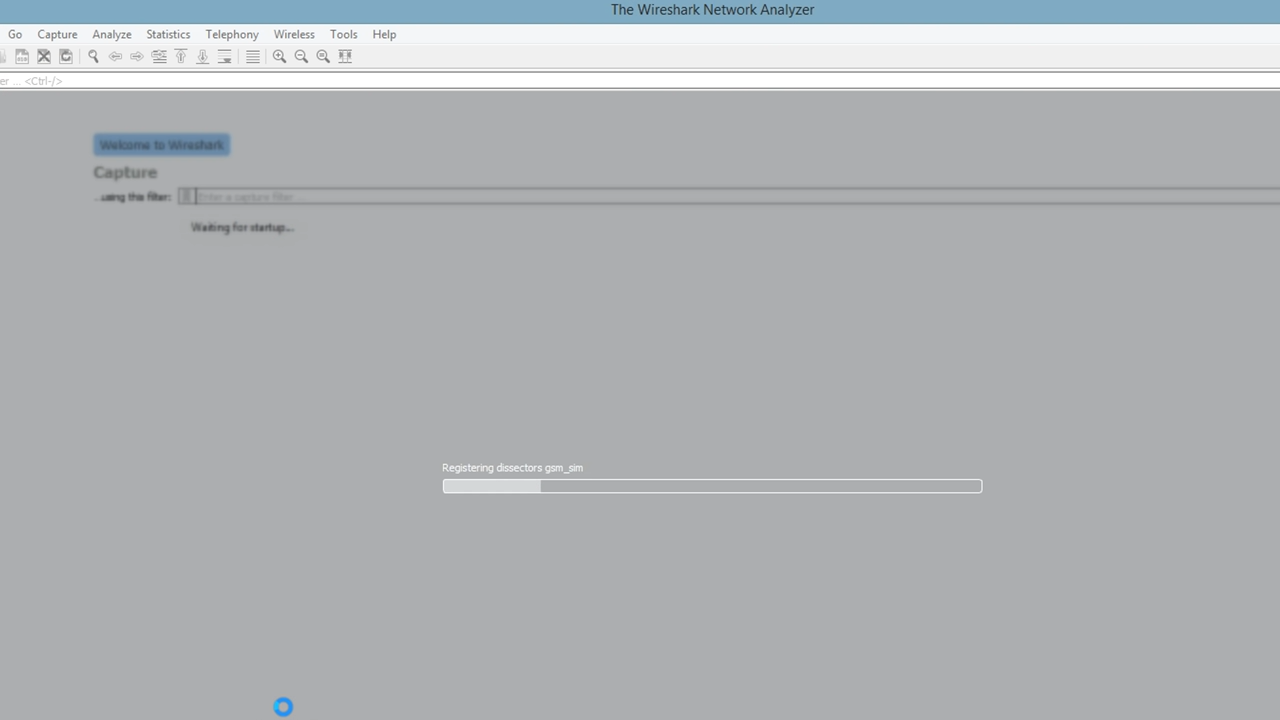 The Wireshark Network Analyzer
Go Capture Analyze Statistics Telephony Wireless Tools Help
er ... <Ctrl-/>
Welcome to Wireshark
Capture
...using this filter: Enter a capture filter ...
Waiting for startup...
Registering dissectors gsm_sim